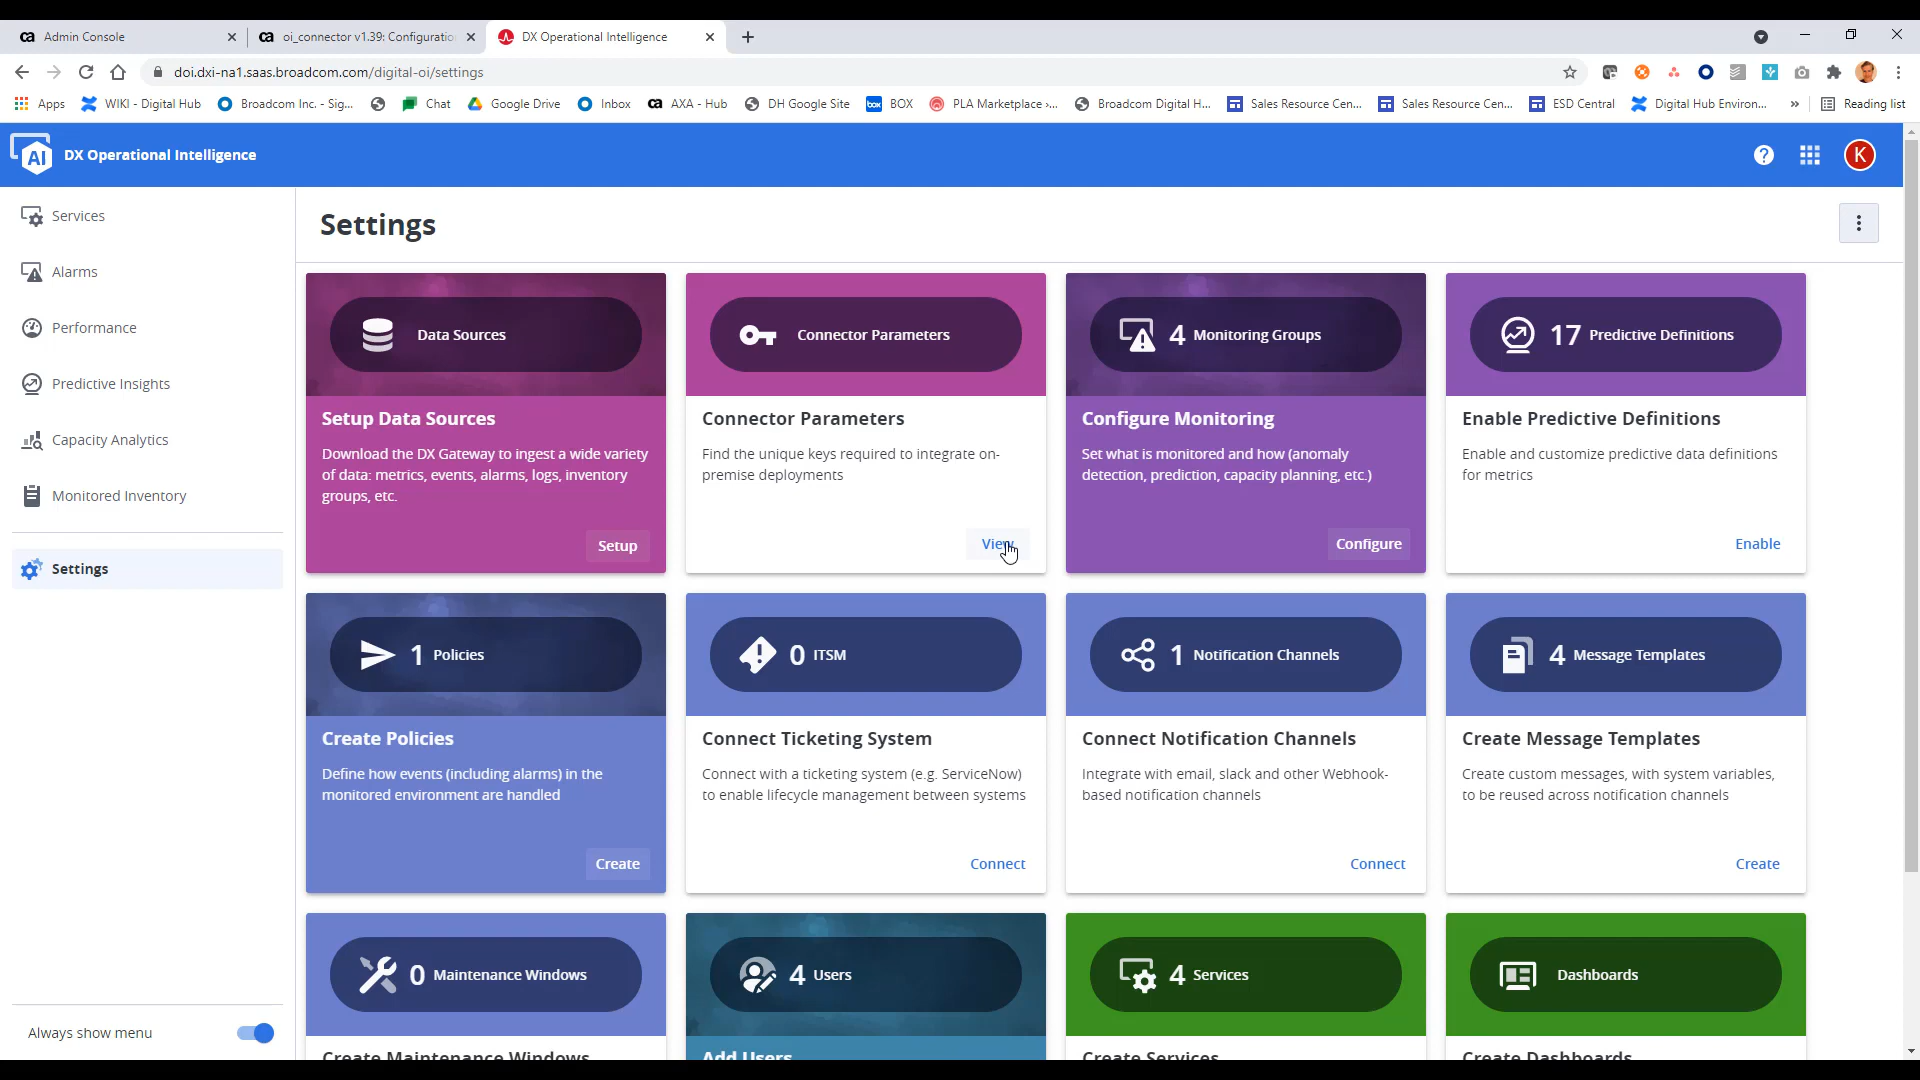 Admin Console
oi_connector v1.39: Configuratio
DX Operational Intelligence
doi.dxi-na1.saas.broadcom.com/digital-oi/settings
Apps
WIKI - Digital Hub
Broadcom Inc. - Sig...
Chat
Google Drive
Inbox
AXA - Hub
DH Google Site
BOX
PLA Marketplace >...
Broadcom Digital H...
Sales Resource Cen...
Sales Resource Cen...
ESD Central
Digital Hub Environ...
»
Reading list
AI DX Operational Intelligence
K
Services
Alarms
Performance
Predictive Insights
Capacity Analytics
Monitored Inventory
Settings
Always show menu
Settings
Data Sources
Setup Data Sources
Download the DX Gateway to ingest a wide variety
of data: metrics, events, alarms, logs, inventory
groups, etc.
Setup
Connector Parameters
Connector Parameters
Find the unique keys required to integrate on-
premise deployments
View
4 Monitoring Groups
Configure Monitoring
Set what is monitored and how (anomaly
detection, prediction, capacity planning, etc.)
Configure
17 Predictive Definitions
Enable Predictive Definitions
Enable and customize predictive data definitions
for metrics
Enable
1 Policies
Create Policies
Define how events (including alarms) in the
monitored environment are handled
Create
0 ITSM
Connect Ticketing System
Connect with a ticketing system (e.g. ServiceNow)
to enable lifecycle management between systems
Connect
1 Notification Channels
Connect Notification Channels
Integrate with email, slack and other Webhook-
based notification channels
Connect
4 Message Templates
Create Message Templates
Create custom messages, with system variables,
to be reused across notification channels
Create
0 Maintenance Windows
Create Maintenance Windows
4 Users
Add Users
4 Services
Create Services
Dashboards
Create Dashboards